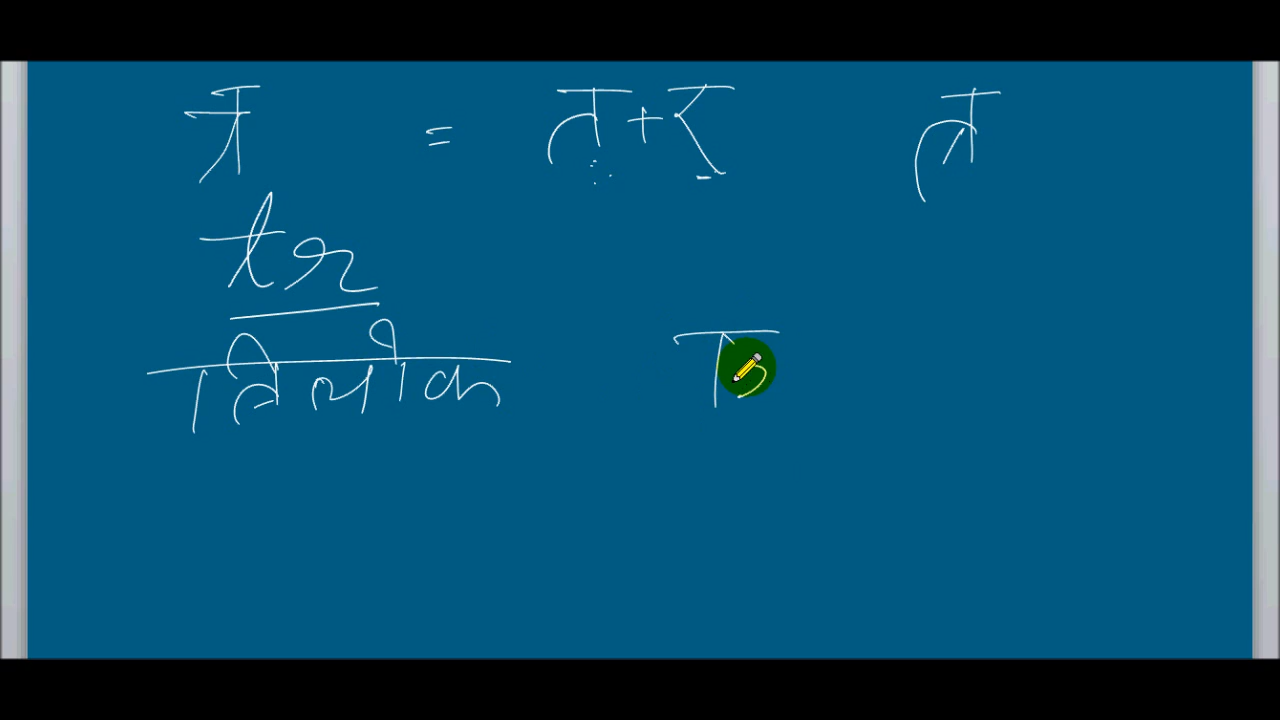 त्र = त + र त्र
tr
त्रिलोक